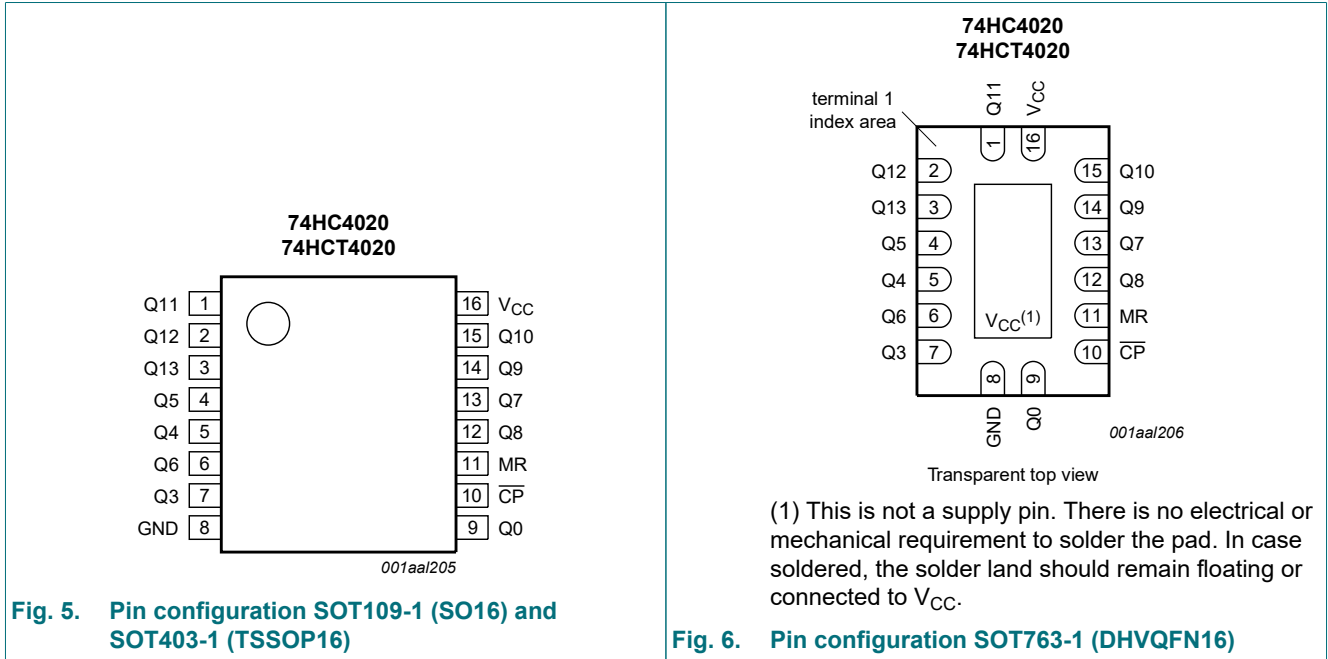 74HC4020
74HCT4020
Q11 1
Q12 2
Q13 3
Q5 4
Q4 5
Q6 6
Q3 7
GND 8
16 VCC
15 Q10
14 Q9
13 Q7
12 Q8
11 MR
10 C̅P̅
9 Q0
001aal205
Fig. 5. Pin configuration SOT109-1 (SO16) and
SOT403-1 (TSSOP16)
74HC4020
74HCT4020
terminal 1
index area
Q11
VCC
1
16
Q12 2
Q13 3
Q5 4
Q4 5
Q6 6
Q3 7
15 Q10
14 Q9
13 Q7
12 Q8
11 MR
10 C̅P̅
VCC(1)
8
9
GND
Q0
001aal206
Transparent top view
(1) This is not a supply pin. There is no electrical or
mechanical requirement to solder the pad. In case
soldered, the solder land should remain floating or
connected to VCC.
Fig. 6. Pin configuration SOT763-1 (DHVQFN16)